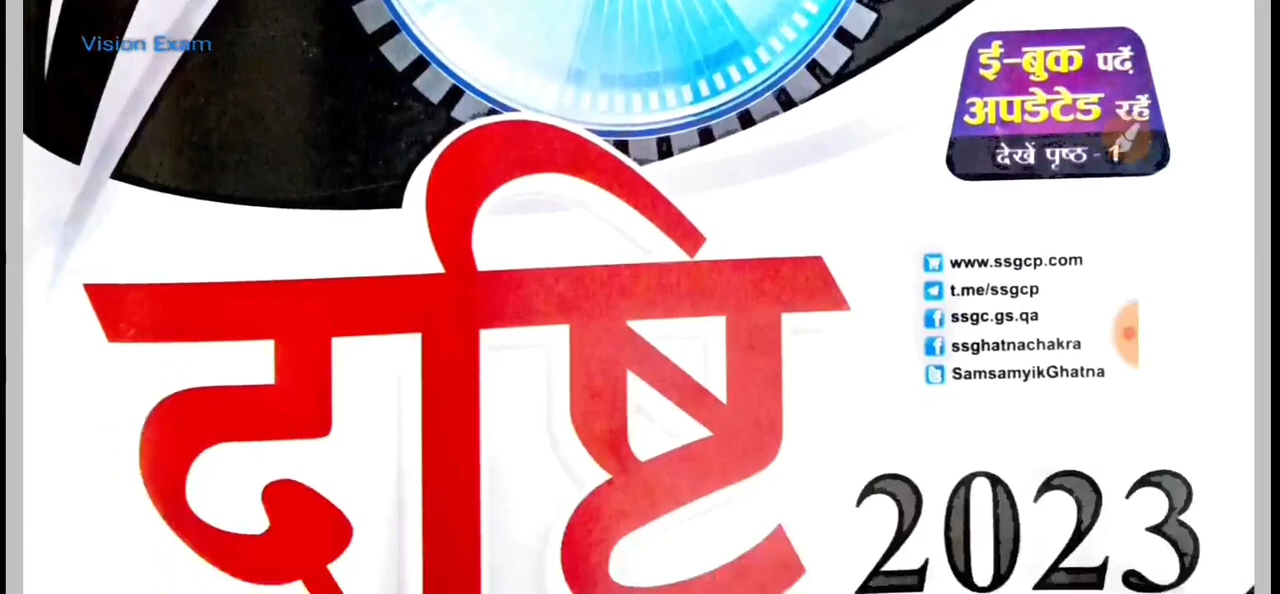 Vision Exam
ई-बुक पढ़ें
अपडेटेड रहें
देखें पृष्ठ - 1
www.ssgcp.com
t.me/ssgcp
ssgc.gs.qa
ssghatnachakra
SamsamyikGhatna
दृष्टि
2023